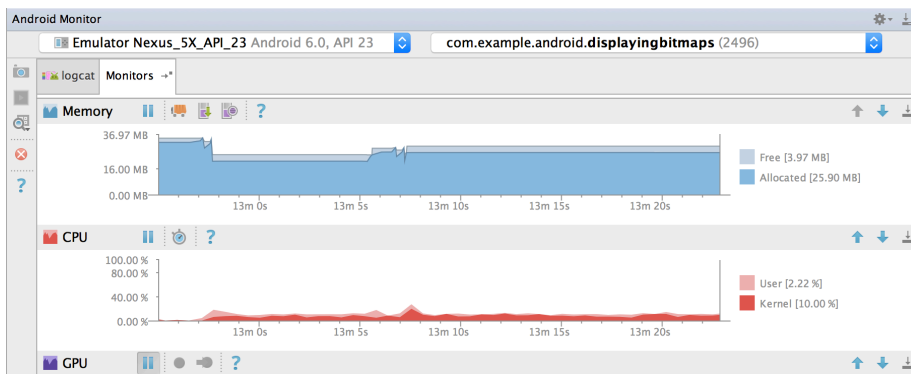 Android Monitor
Emulator Nexus_5X_API_23 Android 6.0, API 23
com.example.android.displayingbitmaps (2496)
logcat
Monitors
Memory
?
36.97 MB
16.00 MB
0.00 MB
13m 0s
13m 5s
13m 10s
13m 15s
13m 20s
Free [3.97 MB]
Allocated [25.90 MB]
?
CPU
?
100.00 %
80.00 %
40.00 %
0.00 %
13m 0s
13m 5s
13m 10s
13m 15s
13m 20s
User [2.22 %]
Kernel [10.00 %]
GPU
?